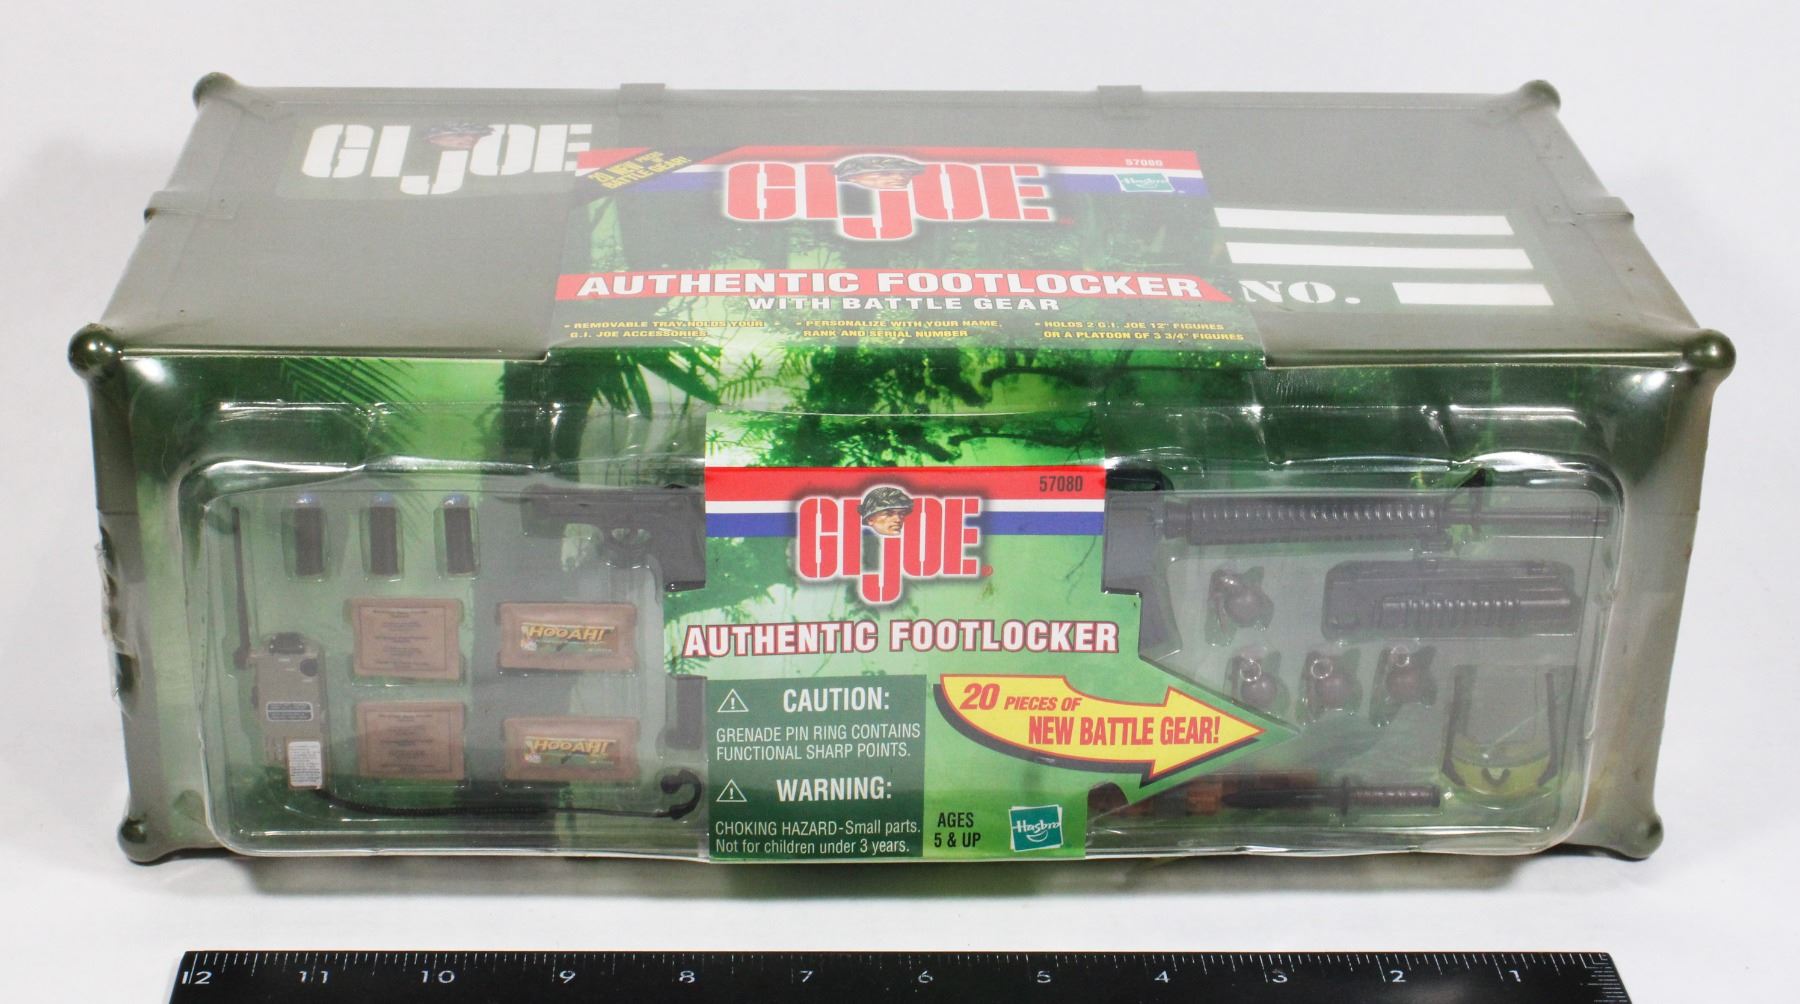 GI JOE
20 NEW PIECES OF
BATTLE GEAR!
GI JOE
57080
Hasbro
AUTHENTIC FOOTLOCKER
WITH BATTLE GEAR
• REMOVABLE TRAY HOLDS YOUR
G.I. JOE ACCESSORIES.
• PERSONALIZE WITH YOUR NAME,
RANK AND SERIAL NUMBER
• HOLDS 2 G.I. JOE 12" FIGURES
OR A PLATOON OF 3 3/4" FIGURES
NO.
57080
GI JOE
AUTHENTIC FOOTLOCKER
HOOAH!
HOOAH!
20 PIECES OF
NEW BATTLE GEAR!
CAUTION:
GRENADE PIN RING CONTAINS
FUNCTIONAL SHARP POINTS.
WARNING:
CHOKING HAZARD-Small parts.
Not for children under 3 years.
AGES
5 & UP
Hasbro
12 11 10 9 8 7 6 5 4 3 2 1